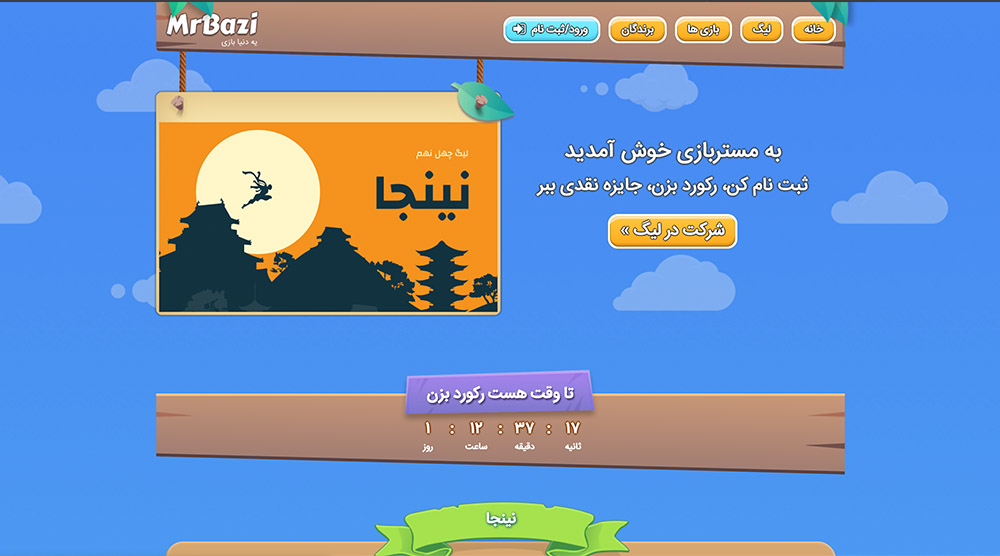 MrBazi
یه دنیا بازی
خانه
لیگ
بازی ها
برندگان
ورود/ثبت نام
لیگ چهل نهم
نینجا
به مستربازی خوش آمدید
ثبت نام کن، رکورد بزن، جایزه نقدی ببر
شرکت در لیگ »
تا وقت هست رکورد بزن
۱ : ۱۲ : ۳۷ : ۱۷
روز ساعت دقیقه ثانیه
نینجا